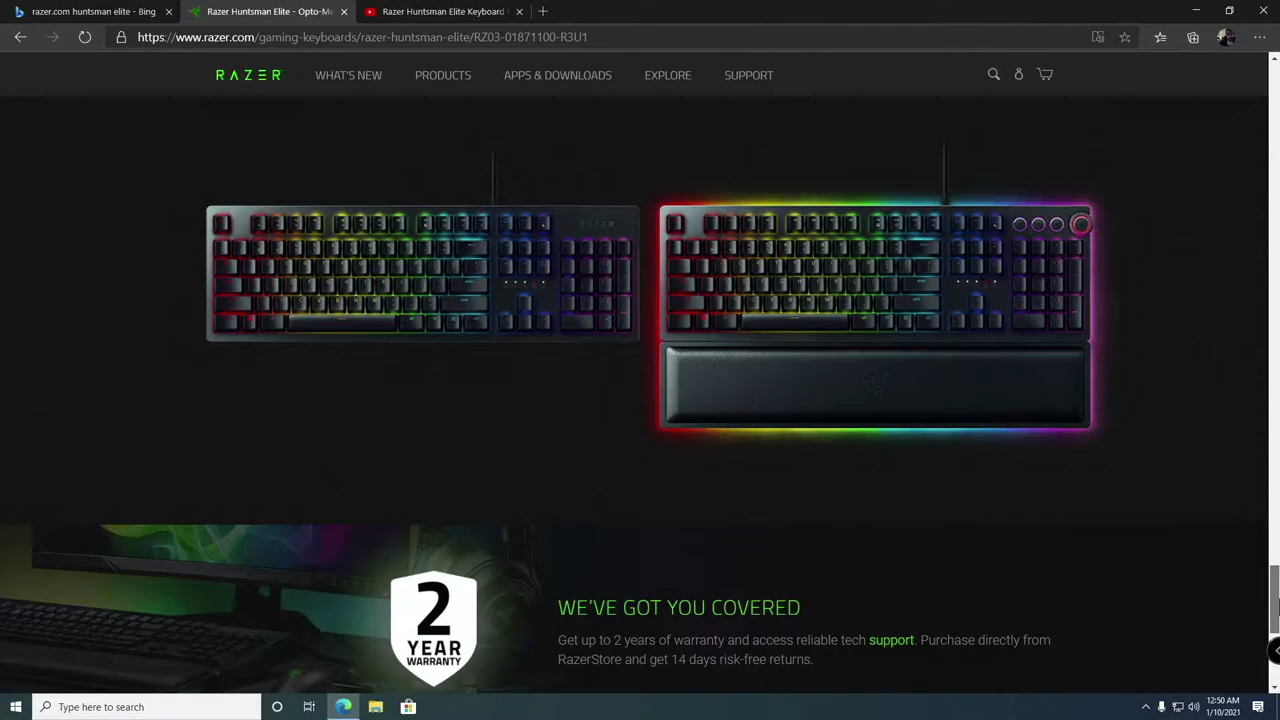 razer.com huntsman elite - Bing
Razer Huntsman Elite - Opto-Me
Razer Huntsman Elite Keyboard
https://www.razer.com/gaming-keyboards/razer-huntsman-elite/RZ03-01871100-R3U1
RAZER WHAT'S NEW PRODUCTS APPS & DOWNLOADS EXPLORE SUPPORT
RAZER
2
YEAR
WARRANTY
WE'VE GOT YOU COVERED
Get up to 2 years of warranty and access reliable tech support. Purchase directly from
RazerStore and get 14 days risk-free returns.
Type here to search
12:50 AM
1/10/2021